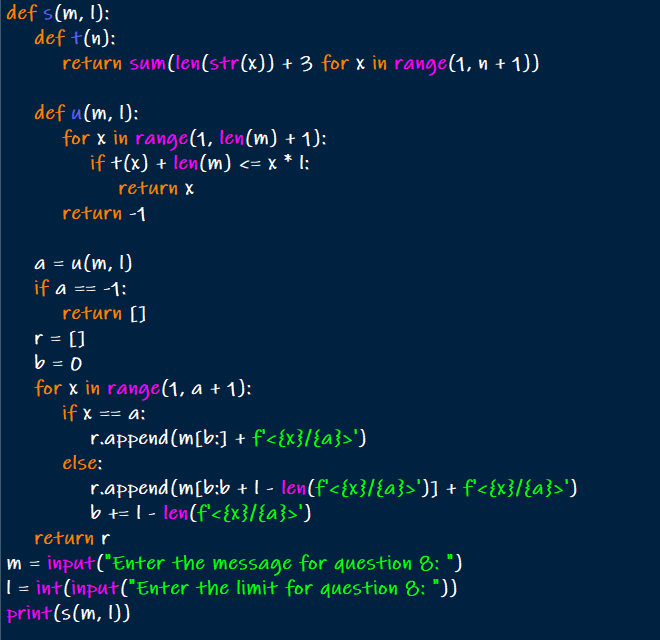 def s(m, l):
    def t(n):
        return sum(len(str(x)) + 3 for x in range(1, n + 1))

    def u(m, l):
        for x in range(1, len(m) + 1):
            if t(x) + len(m) <= x * l:
                return x
        return -1

    a = u(m, l)
    if a == -1:
        return []
    r = []
    b = 0
    for x in range(1, a + 1):
        if x == a:
            r.append(m[b:] + f'<{x}/{a}>')
        else:
            r.append(m[b:b + l - len(f'<{x}/{a}>')] + f'<{x}/{a}>')
            b += l - len(f'<{x}/{a}>')
    return r
m = input("Enter the message for question 8: ")
l = int(input("Enter the limit for question 8: "))
print(s(m, l))